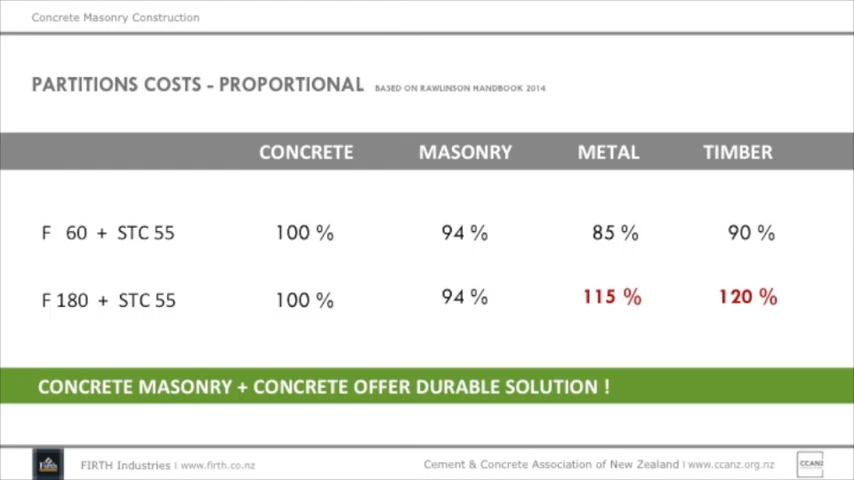 Concrete Masonry Construction
PARTITIONS COSTS - PROPORTIONAL BASED ON RAWLINSON HANDBOOK 2014
CONCRETE MASONRY METAL TIMBER
F 60 + STC 55 100 % 94 % 85 % 90 %
F 180 + STC 55 100 % 94 % 115 % 120 %
CONCRETE MASONRY + CONCRETE OFFER DURABLE SOLUTION !
Firth FIRTH Industries | www.firth.co.nz Cement & Concrete Association of New Zealand | www.ccanz.org.nz CCANZ